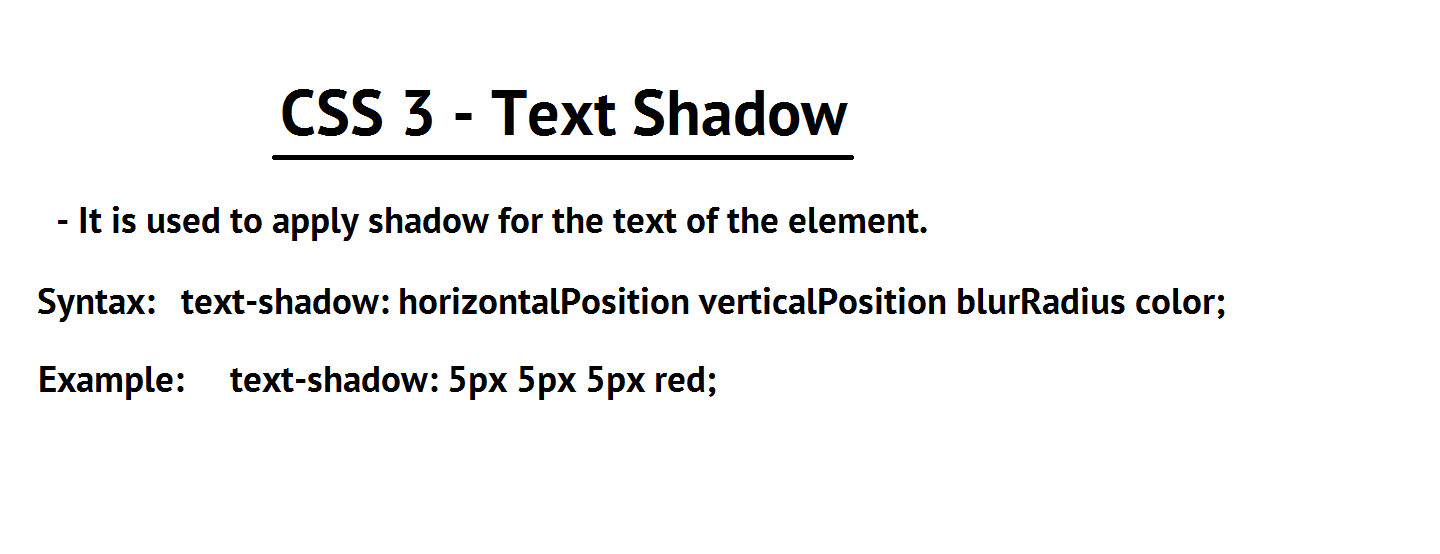 CSS 3 - Text Shadow
- It is used to apply shadow for the text of the element.
Syntax: text-shadow: horizontalPosition verticalPosition blurRadius color;
Example: text-shadow: 5px 5px 5px red;